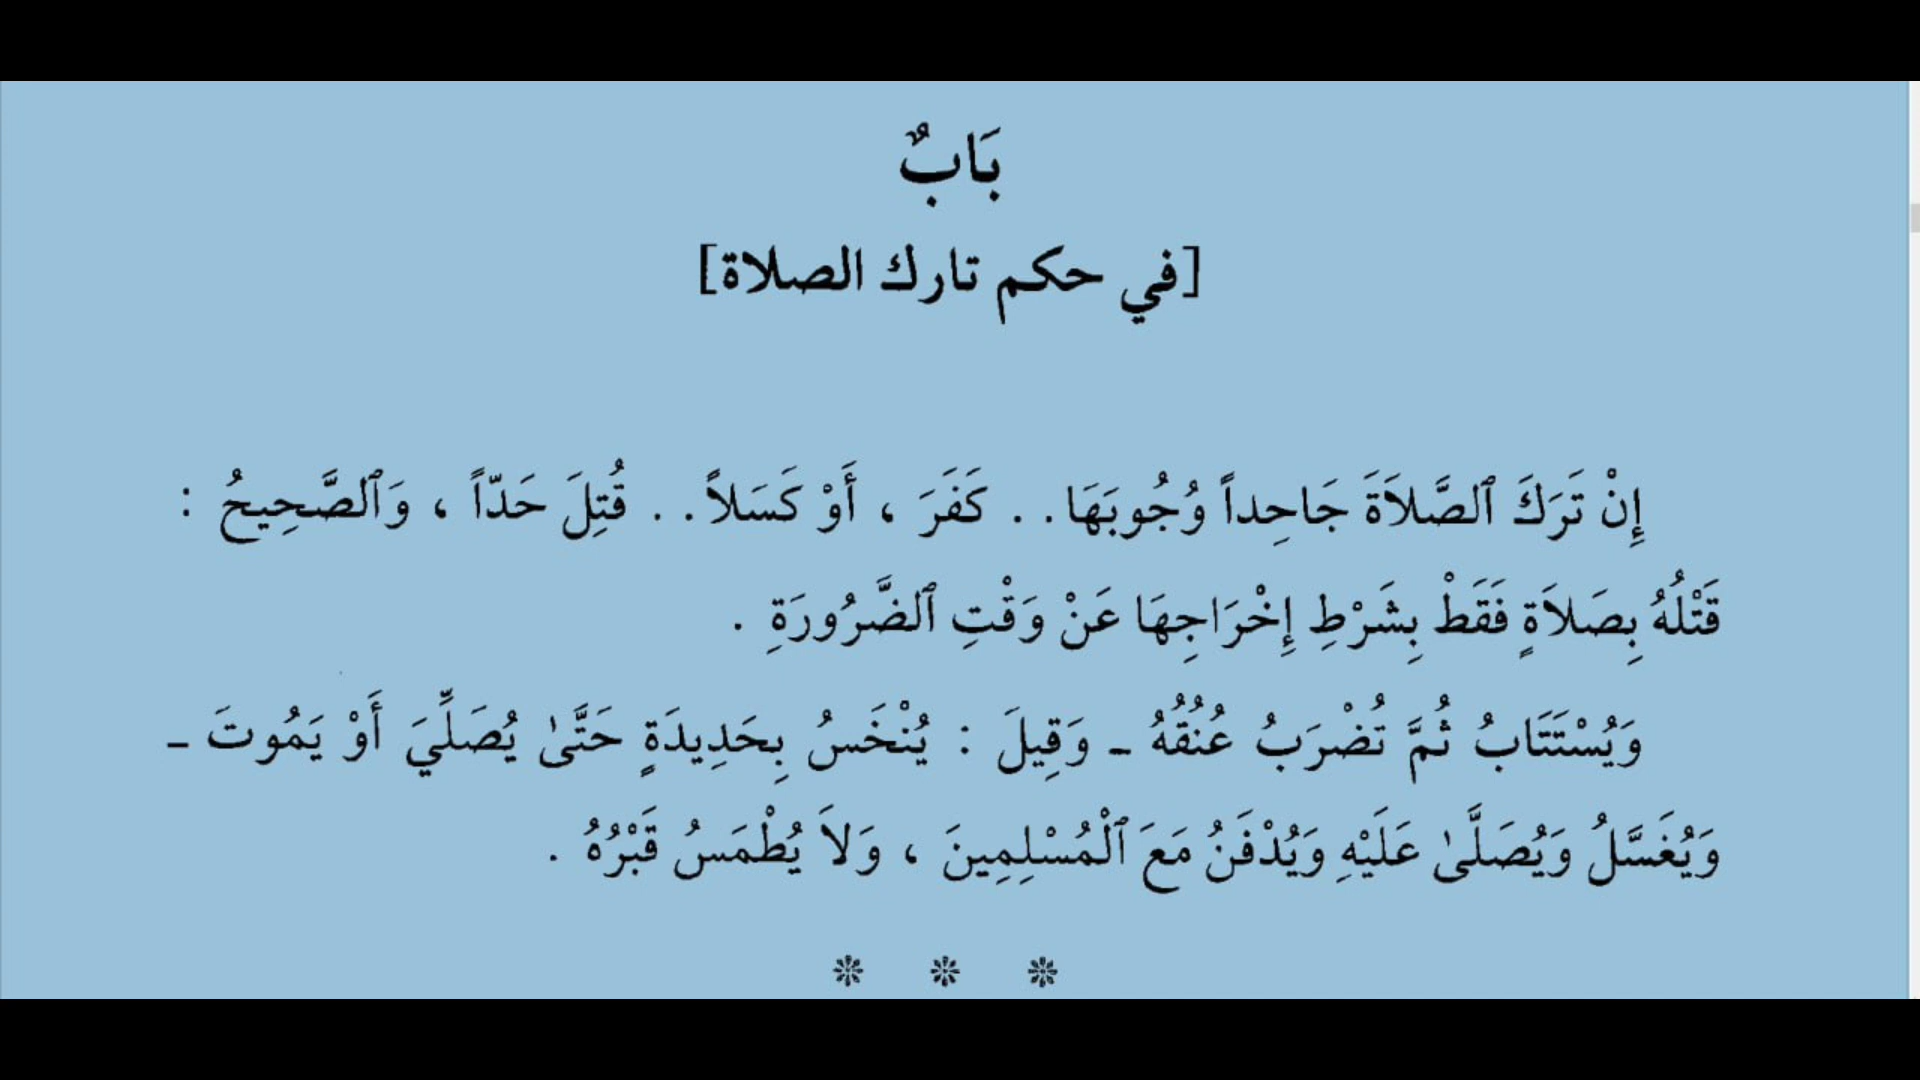 بَابٌ
[في حكم تارك الصلاة]
إِنْ تَرَكَ ٱلصَّلاَةَ جَاحِداً وُجُوبَهَا . . كَفَرَ ، أَوْ كَسَلاً . . قُتِلَ حَدّاً ، وَٱلصَّحِيحُ :
قَتْلُهُ بِصَلاَةٍ فَقَطْ بِشَرْطِ إِخْرَاجِهَا عَنْ وَقْتِ ٱلضَّرُورَةِ .
وَيُسْتَتَابُ ثُمَّ تُضْرَبُ عُنُقُهُ ـ وَقِيلَ : يُنْخَسُ بِحَدِيدَةٍ حَتَّىٰ يُصَلِّيَ أَوْ يَمُوتَ ـ
وَيُغَسَّلُ وَيُصَلَّىٰ عَلَيْهِ وَيُدْفَنُ مَعَ ٱلْمُسْلِمِينَ ، وَلاَ يُطْمَسُ قَبْرُهُ .